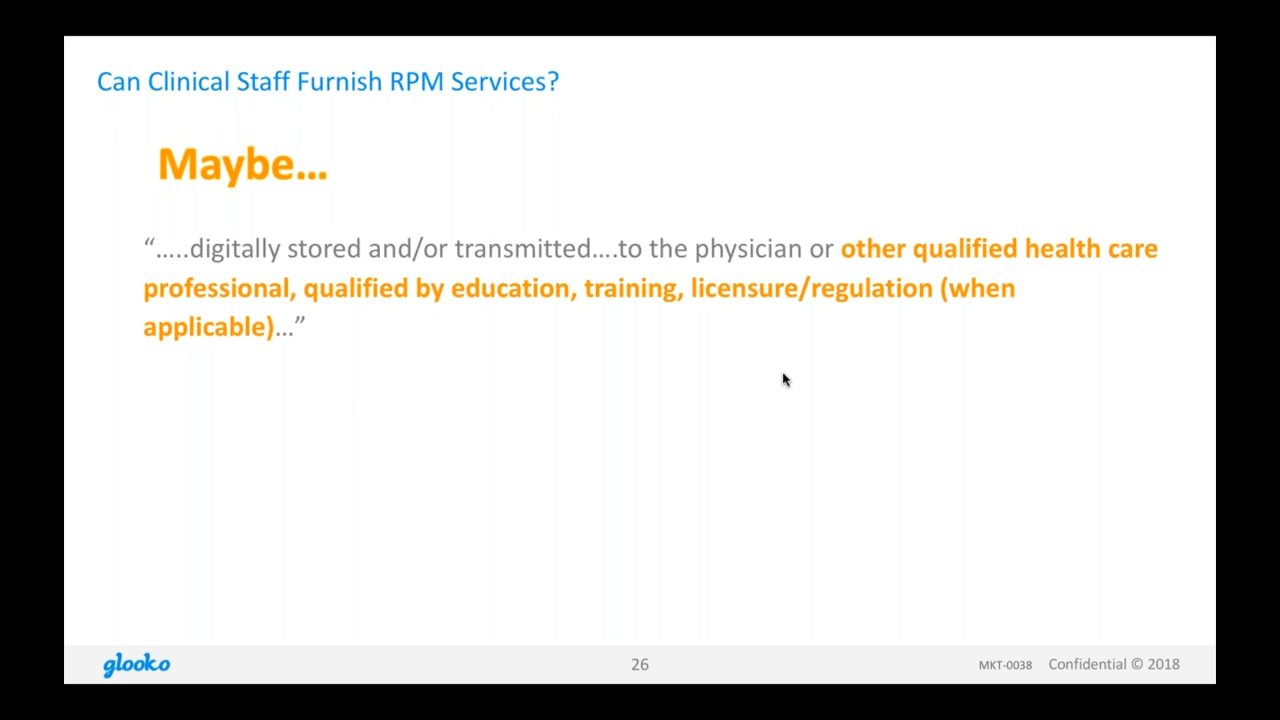 Can Clinical Staff Furnish RPM Services?
Maybe…
“…..digitally stored and/or transmitted….to the physician or other qualified health care
professional, qualified by education, training, licensure/regulation (when
applicable)…”
glooko
26
MKT-0038 Confidential © 2018